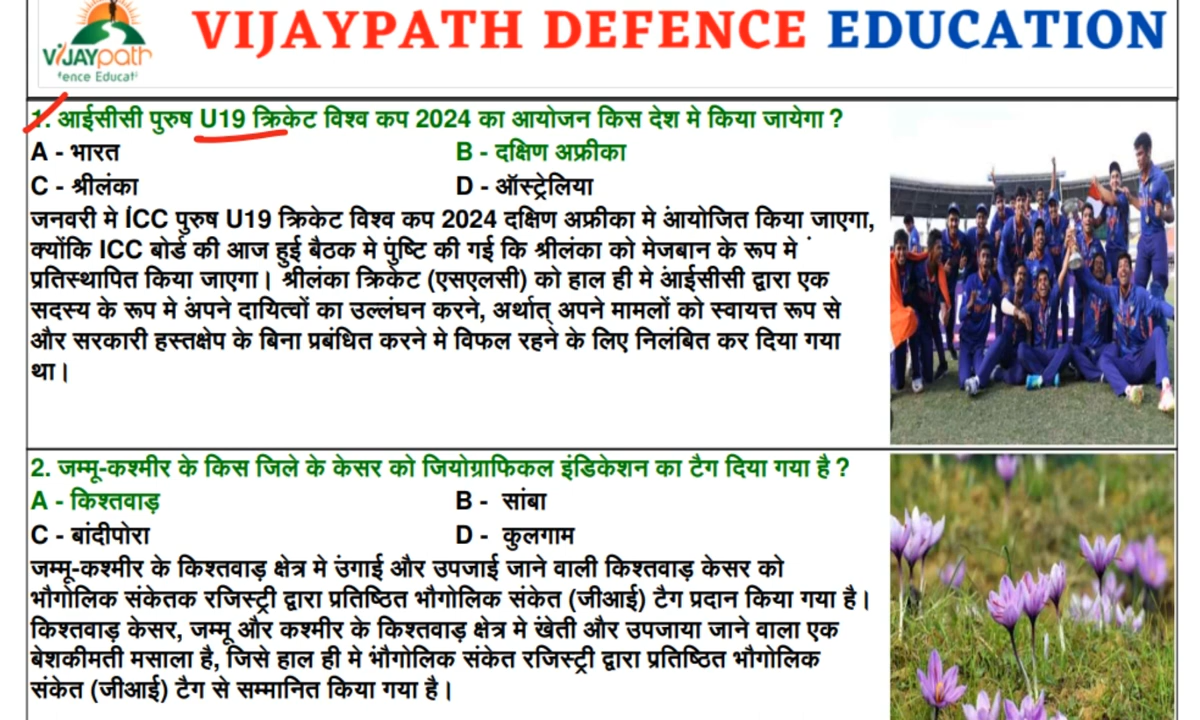 VIJAYpath
fence Educati
VIJAYPATH DEFENCE EDUCATION
1. आईसीसी पुरुष U19 क्रिकेट विश्व कप 2024 का आयोजन किस देश मे किया जायेगा ?
A - भारत B - दक्षिण अफ्रीका
C - श्रीलंका D - ऑस्ट्रेलिया
जनवरी मे ICC पुरुष U19 क्रिकेट विश्व कप 2024 दक्षिण अफ्रीका मे आयोजित किया जाएगा,
क्योंकि ICC बोर्ड की आज हुई बैठक मे पुष्टि की गई कि श्रीलंका को मेजबान के रूप मे
प्रतिस्थापित किया जाएगा। श्रीलंका क्रिकेट (एसएलसी) को हाल ही मे आईसीसी द्वारा एक
सदस्य के रूप मे अपने दायित्वों का उल्लंघन करने, अर्थात् अपने मामलों को स्वायत्त रूप से
और सरकारी हस्तक्षेप के बिना प्रबंधित करने मे विफल रहने के लिए निलंबित कर दिया गया
था।
2. जम्मू-कश्मीर के किस जिले के केसर को जियोग्राफिकल इंडिकेशन का टैग दिया गया है ?
A - किश्तवाड़ B - सांबा
C - बांदीपोरा D - कुलगाम
जम्मू-कश्मीर के किश्तवाड़ क्षेत्र मे उंगाई और उपजाई जाने वाली किश्तवाड़ केसर को
भौगोलिक संकेतक रजिस्ट्री द्वारा प्रतिष्ठित भौगोलिक संकेत (जीआई) टैग प्रदान किया गया है।
किश्तवाड़ केसर, जम्मू और कश्मीर के किश्तवाड़ क्षेत्र मे खेती और उपजाया जाने वाला एक
बेशकीमती मसाला है, जिसे हाल ही मे भौगोलिक संकेत रजिस्ट्री द्वारा प्रतिष्ठित भौगोलिक
संकेत (जीआई) टैग से सम्मानित किया गया है।